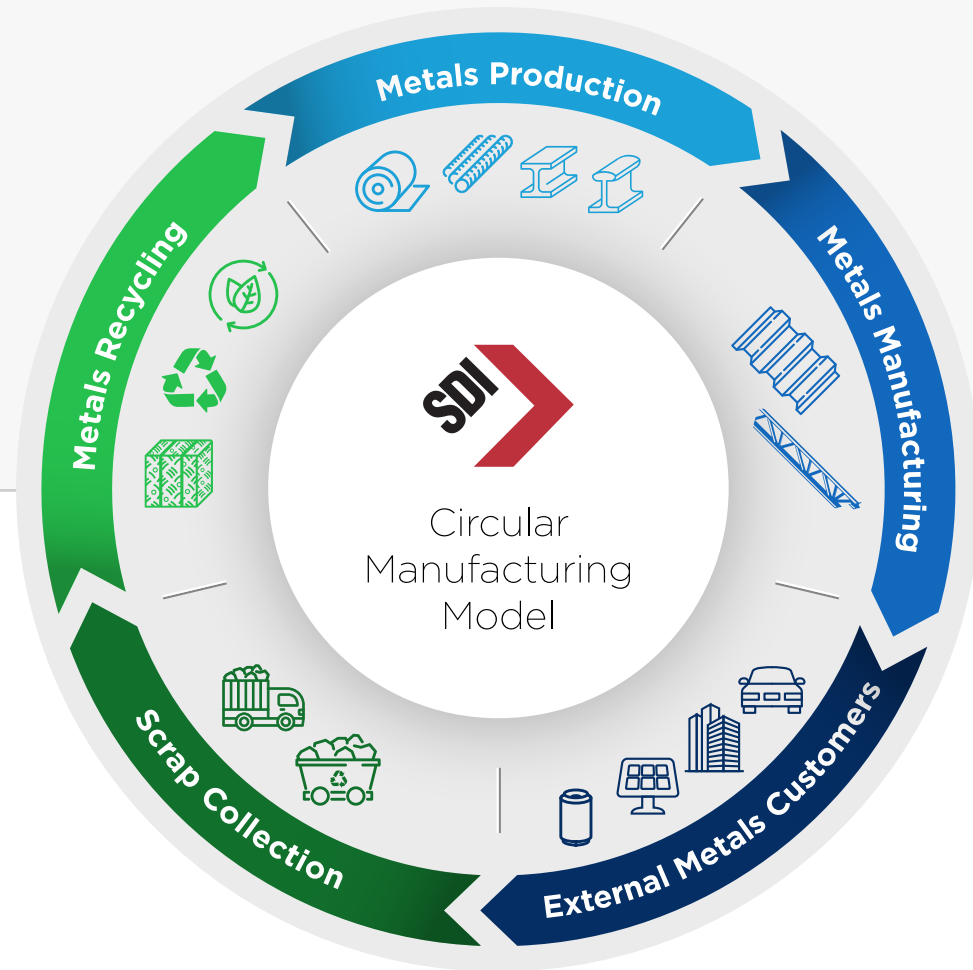 Metals Production
Metals Manufacturing
External Metals Customers
Scrap Collection
Metals Recycling
SDI
Circular
Manufacturing
Model